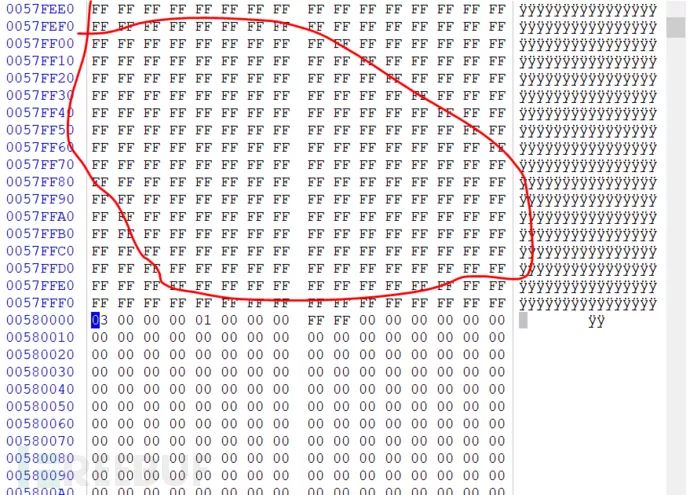 0057FEE0 FF FF FF FF FF FF FF FF FF FF FF FF FF FF FF FF ÿÿÿÿÿÿÿÿÿÿÿÿÿÿÿÿ
0057FEF0 FF FF FF FF FF FF FF FF FF FF FF FF FF FF FF FF ÿÿÿÿÿÿÿÿÿÿÿÿÿÿÿÿ
0057FF00 FF FF FF FF FF FF FF FF FF FF FF FF FF FF FF FF ÿÿÿÿÿÿÿÿÿÿÿÿÿÿÿÿ
0057FF10 FF FF FF FF FF FF FF FF FF FF FF FF FF FF FF FF ÿÿÿÿÿÿÿÿÿÿÿÿÿÿÿÿ
0057FF20 FF FF FF FF FF FF FF FF FF FF FF FF FF FF FF FF ÿÿÿÿÿÿÿÿÿÿÿÿÿÿÿÿ
0057FF30 FF FF FF FF FF FF FF FF FF FF FF FF FF FF FF FF ÿÿÿÿÿÿÿÿÿÿÿÿÿÿÿÿ
0057FF40 FF FF FF FF FF FF FF FF FF FF FF FF FF FF FF FF ÿÿÿÿÿÿÿÿÿÿÿÿÿÿÿÿ
0057FF50 FF FF FF FF FF FF FF FF FF FF FF FF FF FF FF FF ÿÿÿÿÿÿÿÿÿÿÿÿÿÿÿÿ
0057FF60 FF FF FF FF FF FF FF FF FF FF FF FF FF FF FF FF ÿÿÿÿÿÿÿÿÿÿÿÿÿÿÿÿ
0057FF70 FF FF FF FF FF FF FF FF FF FF FF FF FF FF FF FF ÿÿÿÿÿÿÿÿÿÿÿÿÿÿÿÿ
0057FF80 FF FF FF FF FF FF FF FF FF FF FF FF FF FF FF FF ÿÿÿÿÿÿÿÿÿÿÿÿÿÿÿÿ
0057FF90 FF FF FF FF FF FF FF FF FF FF FF FF FF FF FF FF ÿÿÿÿÿÿÿÿÿÿÿÿÿÿÿÿ
0057FFA0 FF FF FF FF FF FF FF FF FF FF FF FF FF FF FF FF ÿÿÿÿÿÿÿÿÿÿÿÿÿÿÿÿ
0057FFB0 FF FF FF FF FF FF FF FF FF FF FF FF FF FF FF FF ÿÿÿÿÿÿÿÿÿÿÿÿÿÿÿÿ
0057FFC0 FF FF FF FF FF FF FF FF FF FF FF FF FF FF FF FF ÿÿÿÿÿÿÿÿÿÿÿÿÿÿÿÿ
0057FFD0 FF FF FF FF FF FF FF FF FF FF FF FF FF FF FF FF ÿÿÿÿÿÿÿÿÿÿÿÿÿÿÿÿ
0057FFE0 FF FF FF FF FF FF FF FF FF FF FF FF FF FF FF FF ÿÿÿÿÿÿÿÿÿÿÿÿÿÿÿÿ
0057FFF0 FF FF FF FF FF FF FF FF FF FF FF FF FF FF FF FF ÿÿÿÿÿÿÿÿÿÿÿÿÿÿÿÿ
00580000 03 00 00 00 01 00 00 00 FF FF 00 00 00 00 00 00 ÿÿ
00580010 00 00 00 00 00 00 00 00 00 00 00 00 00 00 00 00
00580020 00 00 00 00 00 00 00 00 00 00 00 00 00 00 00 00
00580030 00 00 00 00 00 00 00 00 00 00 00 00 00 00 00 00
00580040 00 00 00 00 00 00 00 00 00 00 00 00 00 00 00 00
00580050 00 00 00 00 00 00 00 00 00 00 00 00 00 00 00 00
00580060 00 00 00 00 00 00 00 00 00 00 00 00 00 00 00 00
00580070 00 00 00 00 00 00 00 00 00 00 00 00 00 00 00 00
00580080 00 00 00 00 00 00 00 00 00 00 00 00 00 00 00 00
00580090 00 00 00 00 00 00 00 00 00 00 00 00 00 00 00 00
005800A0 00 00 00 00 00 00 00 00 00 00 00 00 00 00 00 00
REEBUF